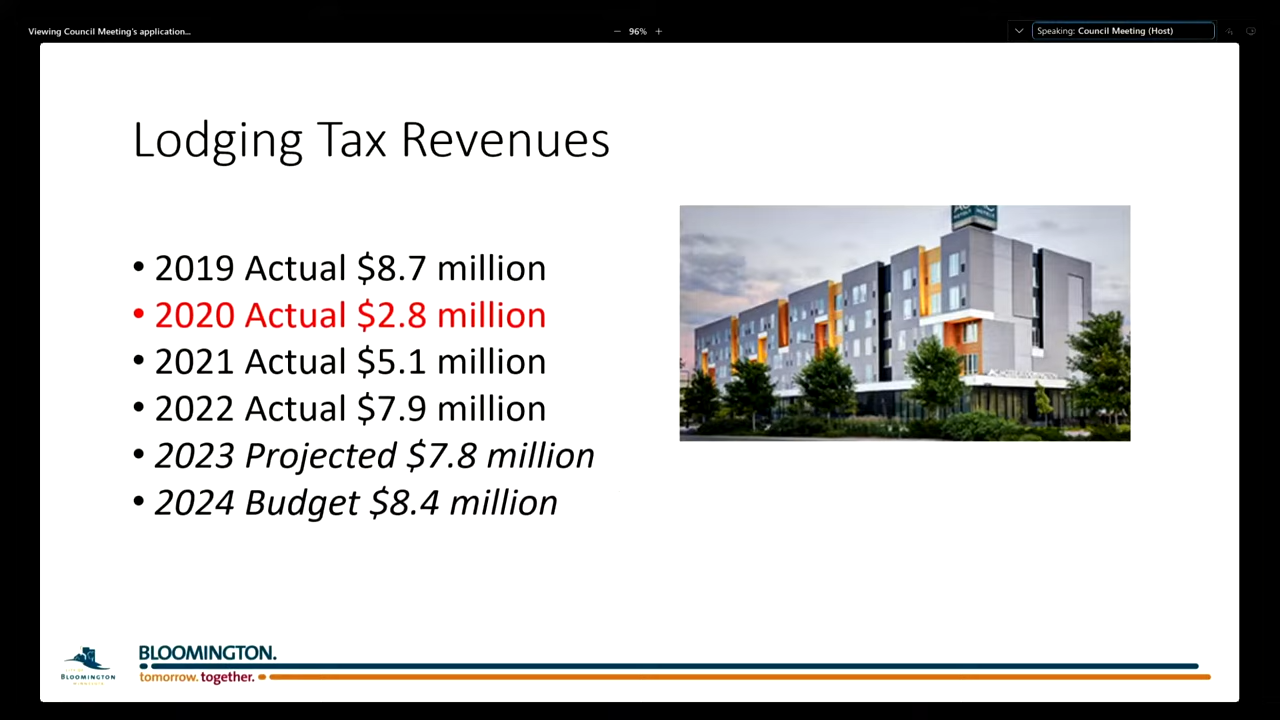 Viewing Council Meeting's application...
− 96% +
Speaking: Council Meeting (Host)
Lodging Tax Revenues
• 2019 Actual $8.7 million
• 2020 Actual $2.8 million
• 2021 Actual $5.1 million
• 2022 Actual $7.9 million
• 2023 Projected $7.8 million
• 2024 Budget $8.4 million
BLOOMINGTON
BLOOMINGTON.
tomorrow. together.